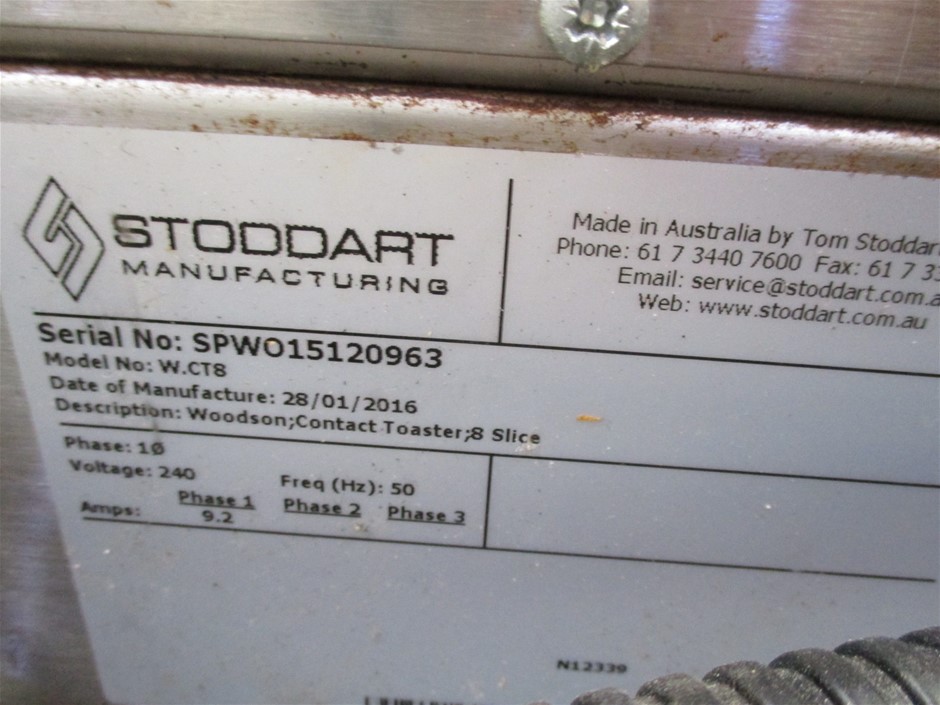 STODDART
MANUFACTURING
Made in Australia by Tom Stoddar
Phone: 61 7 3440 7600 Fax: 61 7 3
Email: service@stoddart.com.a
Web: www.stoddart.com.au
Serial No: SPWO15120963
Model No: W.CT8
Date of Manufacture: 28/01/2016
Description: Woodson;Contact Toaster;8 Slice
Phase: 1Ø
Voltage: 240 Freq (Hz): 50
Amps: Phase 1 Phase 2 Phase 3
9.2
N12339